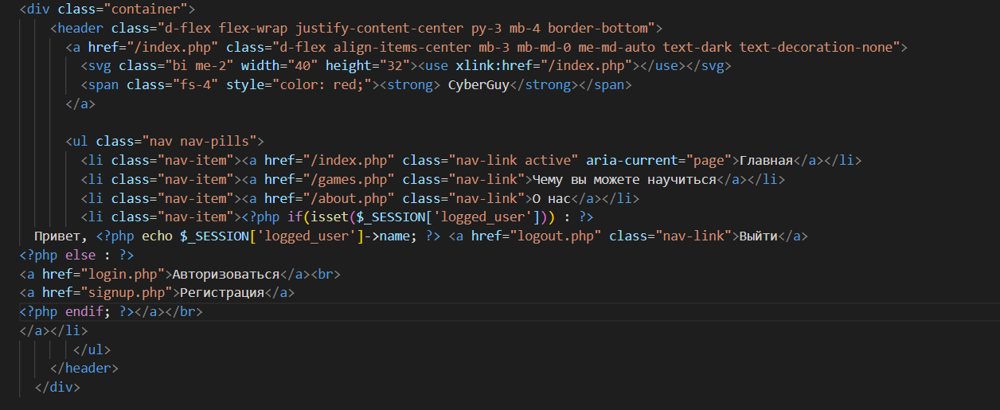 <div class="container">
<header class="d-flex flex-wrap justify-content-center py-3 mb-4 border-bottom">
<a href="/index.php" class="d-flex align-items-center mb-3 mb-md-0 me-md-auto text-dark text-decoration-none">
<svg class="bi me-2" width="40" height="32"><use xlink:href="/index.php"></use></svg>
<span class="fs-4" style="color: red;"><strong> CyberGuy</strong></span>
</a>
<ul class="nav nav-pills">
<li class="nav-item"><a href="/index.php" class="nav-link active" aria-current="page">Главная</a></li>
<li class="nav-item"><a href="/games.php" class="nav-link">Чему вы можете научиться</a></li>
<li class="nav-item"><a href="/about.php" class="nav-link">О нас</a></li>
<li class="nav-item"><?php if(isset($_SESSION['logged_user'])) : ?>
Привет, <?php echo $_SESSION['logged_user']->name; ?> <a href="logout.php" class="nav-link">Выйти</a>
<?php else : ?>
<a href="login.php">Авторизоваться</a><br>
<a href="signup.php">Регистрация</a>
<?php endif; ?></a></br>
</a></li>
</ul>
</header>
</div>